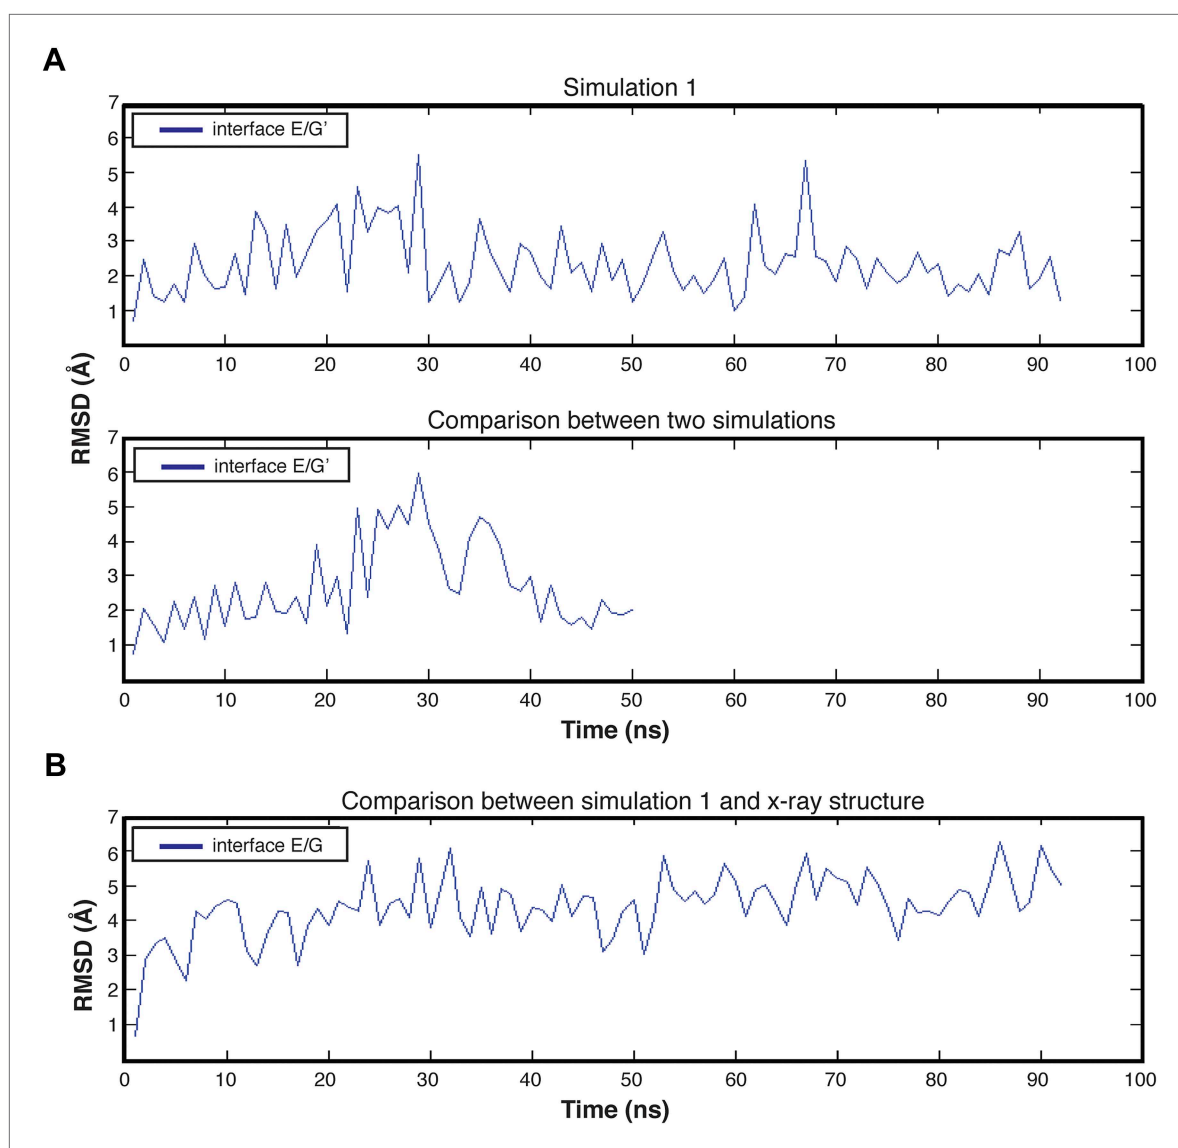 A
Simulation 1
interface E/G’
7
6
5
4
3
2
1
0 10 20 30 40 50 60 70 80 90 100
RMSD (Å)
Comparison between two simulations
interface E/G’
7
6
5
4
3
2
1
0 10 20 30 40 50 60 70 80 90 100
Time (ns)
B
Comparison between simulation 1 and x-ray structure
interface E/G
7
6
5
4
3
2
1
RMSD (Å)
0 10 20 30 40 50 60 70 80 90 100
Time (ns)